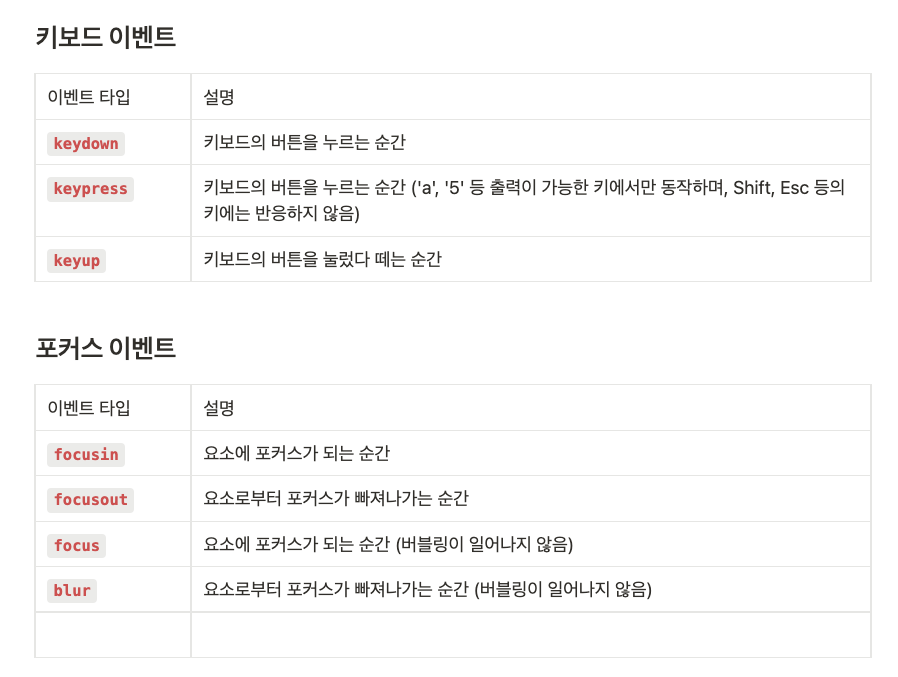 키보드 이벤트
이벤트 타입 설명
keydown 키보드의 버튼을 누르는 순간
keypress 키보드의 버튼을 누르는 순간 ('a', '5' 등 출력이 가능한 키에서만 동작하며, Shift, Esc 등의
키에는 반응하지 않음)
keyup 키보드의 버튼을 눌렀다 떼는 순간
포커스 이벤트
이벤트 타입 설명
focusin 요소에 포커스가 되는 순간
focusout 요소로부터 포커스가 빠져나가는 순간
focus 요소에 포커스가 되는 순간 (버블링이 일어나지 않음)
blur 요소로부터 포커스가 빠져나가는 순간 (버블링이 일어나지 않음)